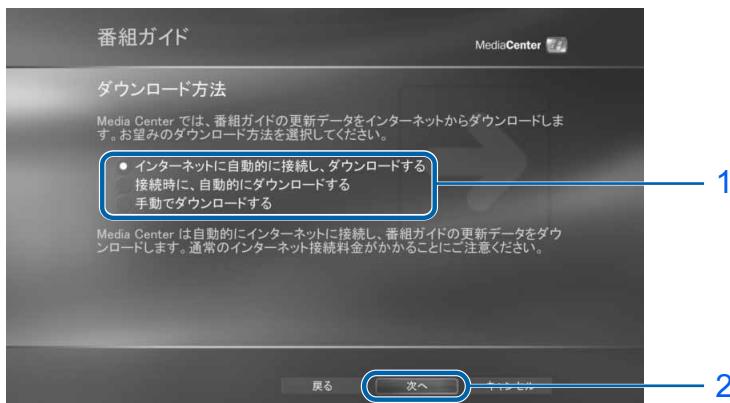 番組ガイド
MediaCenter
ダウンロード方法
Media Center では、番組ガイドの更新データをインターネットからダウンロードしま
す。お望みのダウンロード方法を選択してください。
インターネットに自動的に接続し、ダウンロードする
接続時に、自動的にダウンロードする
手動でダウンロードする
1
Media Center は自動的にインターネットに接続し、番組ガイドの更新データをダウ
ンロードします。通常のインターネット接続料金がかかることにご注意ください。
戻る
次へ
キャンセル
2